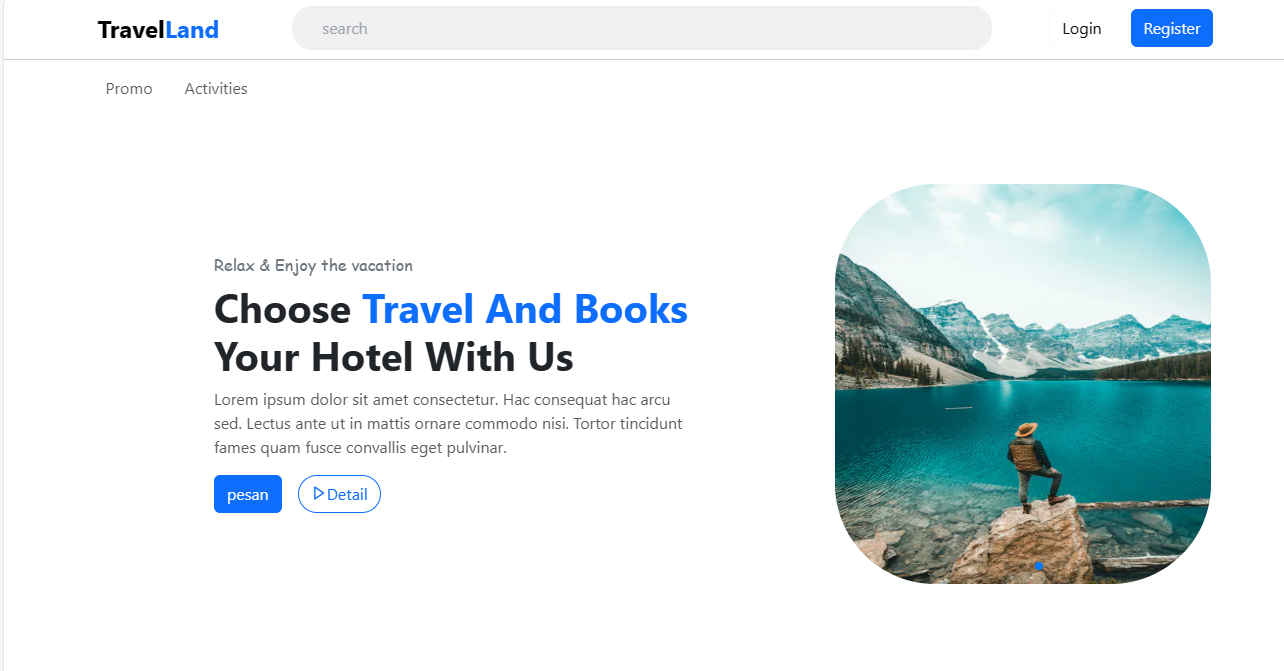 TravelLand
search
Login
Register
Promo
Activities
Relax & Enjoy the vacation
Choose Travel And Books
Your Hotel With Us
Lorem ipsum dolor sit amet consectetur. Hac consequat hac arcu
sed. Lectus ante ut in mattis ornare commodo nisi. Tortor tincidunt
fames quam fusce convallis eget pulvinar.
pesan
Detail